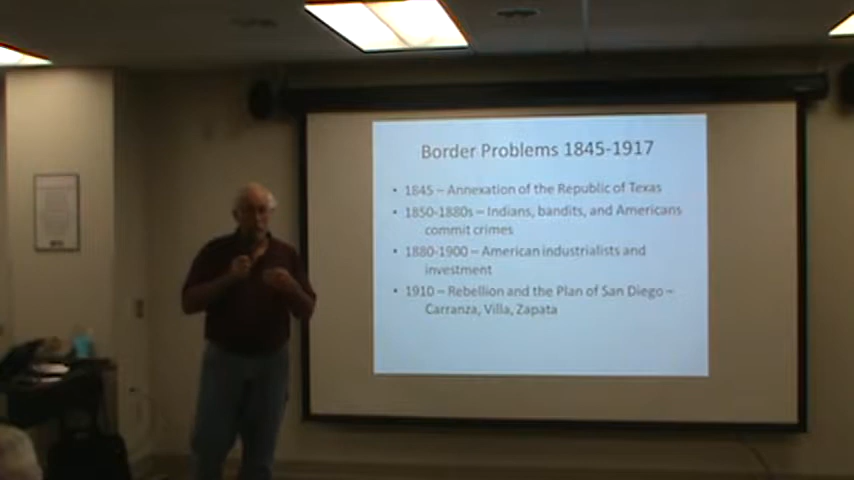 Border Problems 1845-1917
• 1845 – Annexation of the Republic of Texas
• 1850-1880s – Indians, bandits, and Americans
commit crimes
• 1880-1900 – American industrialists and
investment
• 1910 – Rebellion and the Plan of San Diego –
Carranza, Villa, Zapata